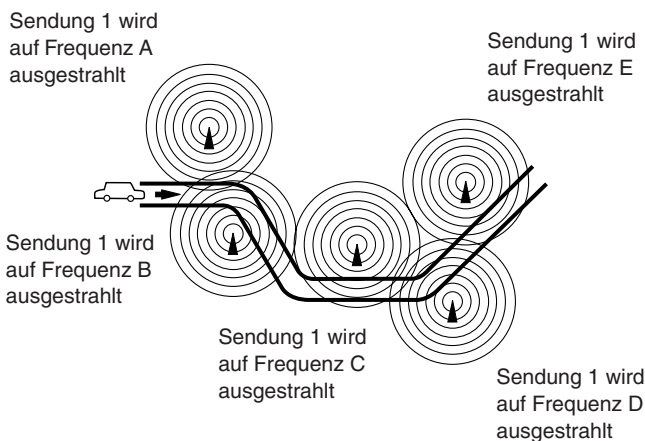 Sendung 1 wird
auf Frequenz A
ausgestrahlt
Sendung 1 wird
auf Frequenz E
ausgestrahlt
Sendung 1 wird
auf Frequenz B
ausgestrahlt
Sendung 1 wird
auf Frequenz C
ausgestrahlt
Sendung 1 wird
auf Frequenz D
ausgestrahlt